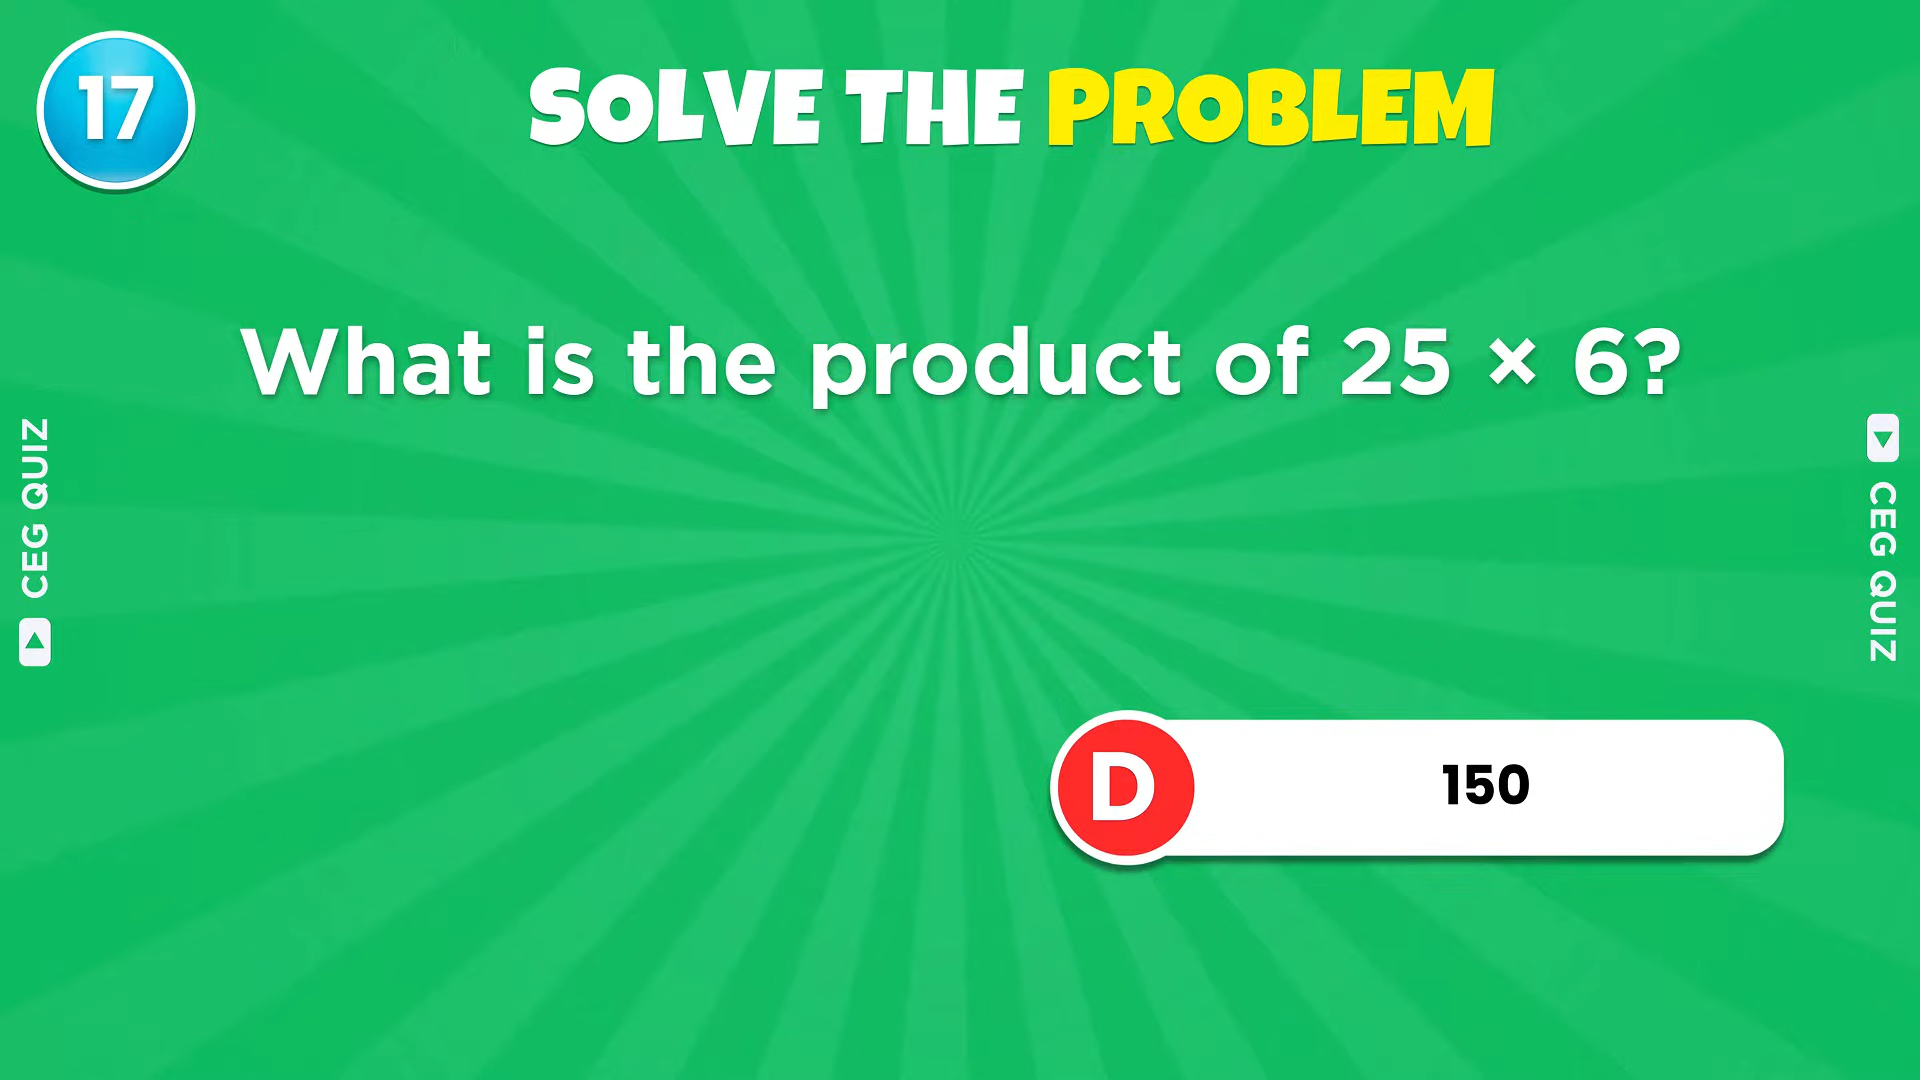 17
SOLVE THE PROBLEM
What is the product of 25 × 6?
CEG QUIZ
CEG QUIZ
D
150